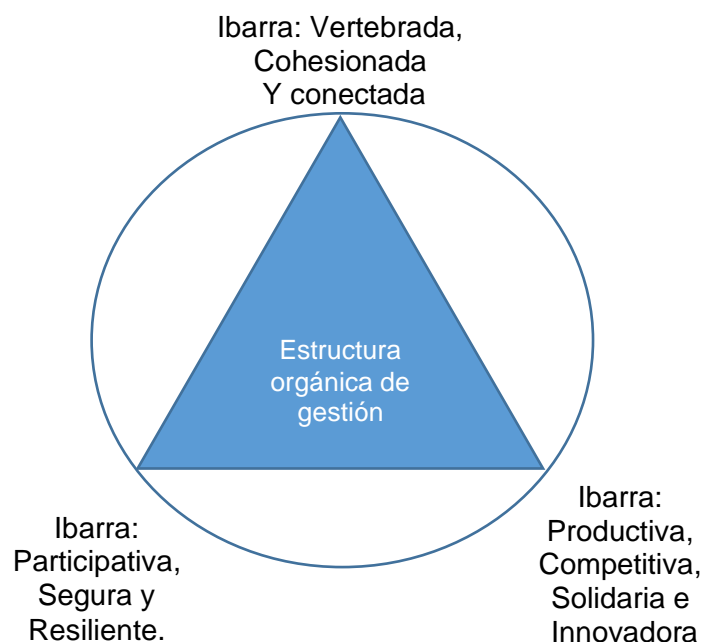 Ibarra: Vertebrada,
Cohesionada
Y conectada
Estructura
orgánica de
gestión
Ibarra:
Participativa,
Segura y
Resiliente.
Ibarra:
Productiva,
Competitiva,
Solidaria e
Innovadora